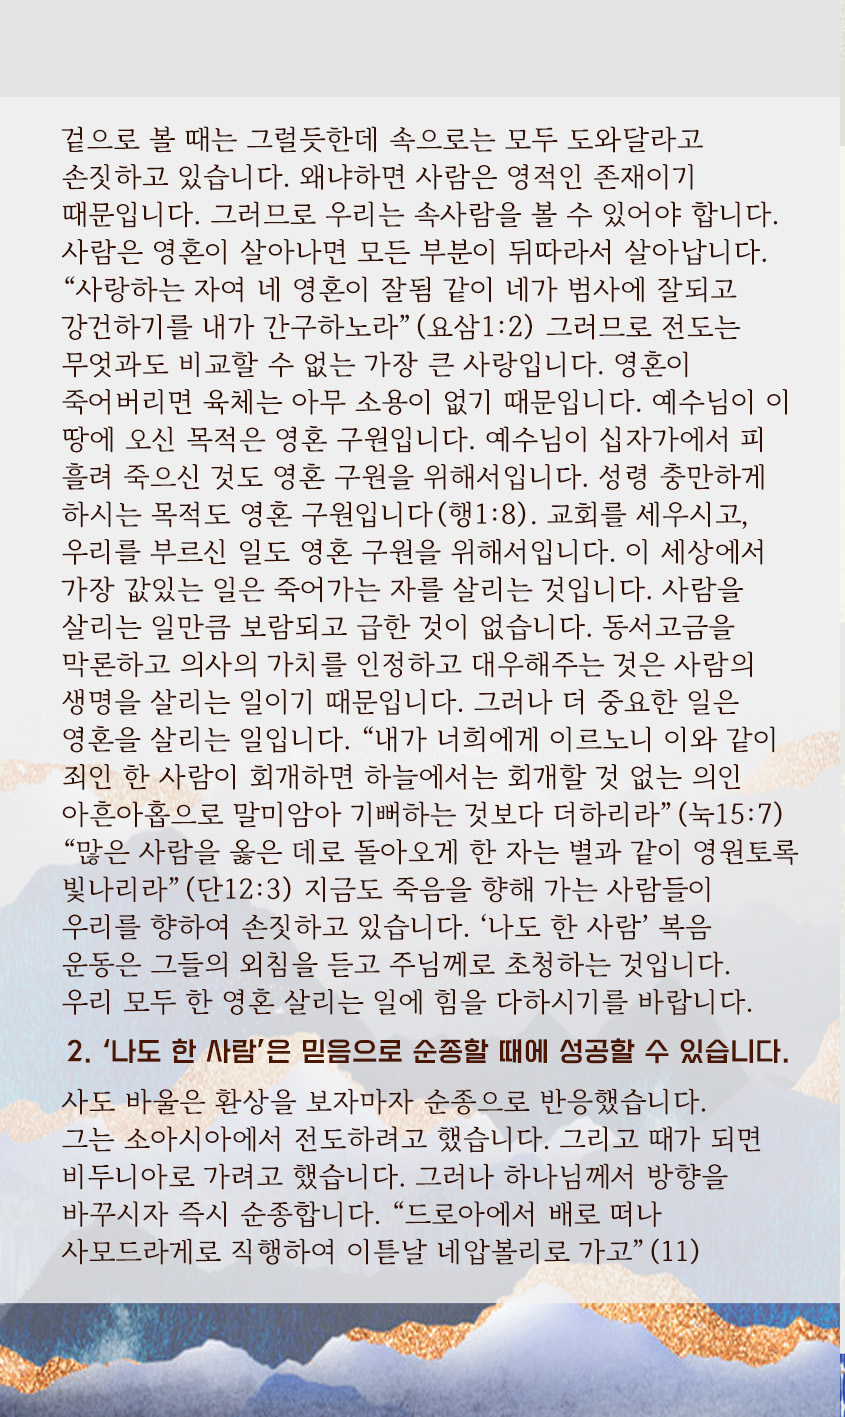 겉으로 볼 때는 그럴듯한데 속으로는 모두 도와달라고
손짓하고 있습니다. 왜냐하면 사람은 영적인 존재이기
때문입니다. 그러므로 우리는 속사람을 볼 수 있어야 합니다.
사람은 영혼이 살아나면 모든 부분이 뒤따라서 살아납니다.
“사랑하는 자여 네 영혼이 잘됨 같이 네가 범사에 잘되고
강건하기를 내가 간구하노라”(요삼1:2) 그러므로 전도는
무엇과도 비교할 수 없는 가장 큰 사랑입니다. 영혼이
죽어버리면 육체는 아무 소용이 없기 때문입니다. 예수님이 이
땅에 오신 목적은 영혼 구원입니다. 예수님이 십자가에서 피
흘려 죽으신 것도 영혼 구원을 위해서입니다. 성령 충만하게
하시는 목적도 영혼 구원입니다(행1:8). 교회를 세우시고,
우리를 부르신 일도 영혼 구원을 위해서입니다. 이 세상에서
가장 값있는 일은 죽어가는 자를 살리는 것입니다. 사람을
살리는 일만큼 보람되고 급한 것이 없습니다. 동서고금을
막론하고 의사의 가치를 인정하고 대우해주는 것은 사람의
생명을 살리는 일이기 때문입니다. 그러나 더 중요한 일은
영혼을 살리는 일입니다. “내가 너희에게 이르노니 이와 같이
죄인 한 사람이 회개하면 하늘에서는 회개할 것 없는 의인
아흔아홉으로 말미암아 기뻐하는 것보다 더하리라”(눅15:7)
“많은 사람을 옳은 데로 돌아오게 한 자는 별과 같이 영원토록
빛나리라”(단12:3) 지금도 죽음을 향해 가는 사람들이
우리를 향하여 손짓하고 있습니다. ‘나도 한 사람’ 복음
운동은 그들의 외침을 듣고 주님께로 초청하는 것입니다.
우리 모두 한 영혼 살리는 일에 힘을 다하시기를 바랍니다.
2. ‘나도 한 사람’은 믿음으로 순종할 때에 성공할 수 있습니다.
사도 바울은 환상을 보자마자 순종으로 반응했습니다.
그는 소아시아에서 전도하려고 했습니다. 그리고 때가 되면
비두니아로 가려고 했습니다. 그러나 하나님께서 방향을
바꾸시자 즉시 순종합니다. “드로아에서 배로 떠나
사모드라게로 직행하여 이튿날 네압볼리로 가고”(11)